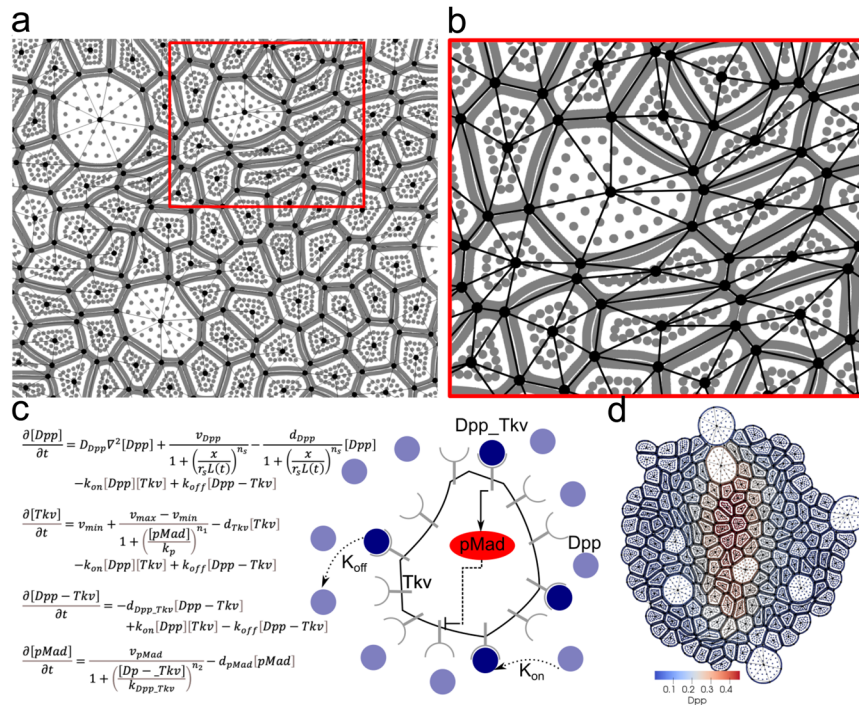 a
b
c
∂[Dpp]/∂t = D_Dpp∇²[Dpp] + v_Dpp/(1 + (x/(r_sL(t)))^n_s) − d_Dpp/(1 + (x/(r_sL(t)))^n_s)[Dpp]
−k_on[Dpp][Tkv] + k_off[Dpp − Tkv]
∂[Tkv]/∂t = v_min + (v_max − v_min)/(1 + ([pMad]/k_p)^n_1) − d_Tkv[Tkv]
−k_on[Dpp][Tkv] + k_off[Dpp − Tkv]
∂[Dpp − Tkv]/∂t = −d_Dpp_Tkv[Dpp − Tkv]
+k_on[Dpp][Tkv] − k_off[Dpp − Tkv]
∂[pMad]/∂t = v_pMad/(1 + ([Dp − _Tkv]/k_Dpp_Tkv)^n_2) − d_pMad[pMad]
Dpp_Tkv
pMad
Dpp
K_off
Tkv
K_on
d
0.1 0.2 0.3 0.4
Dpp